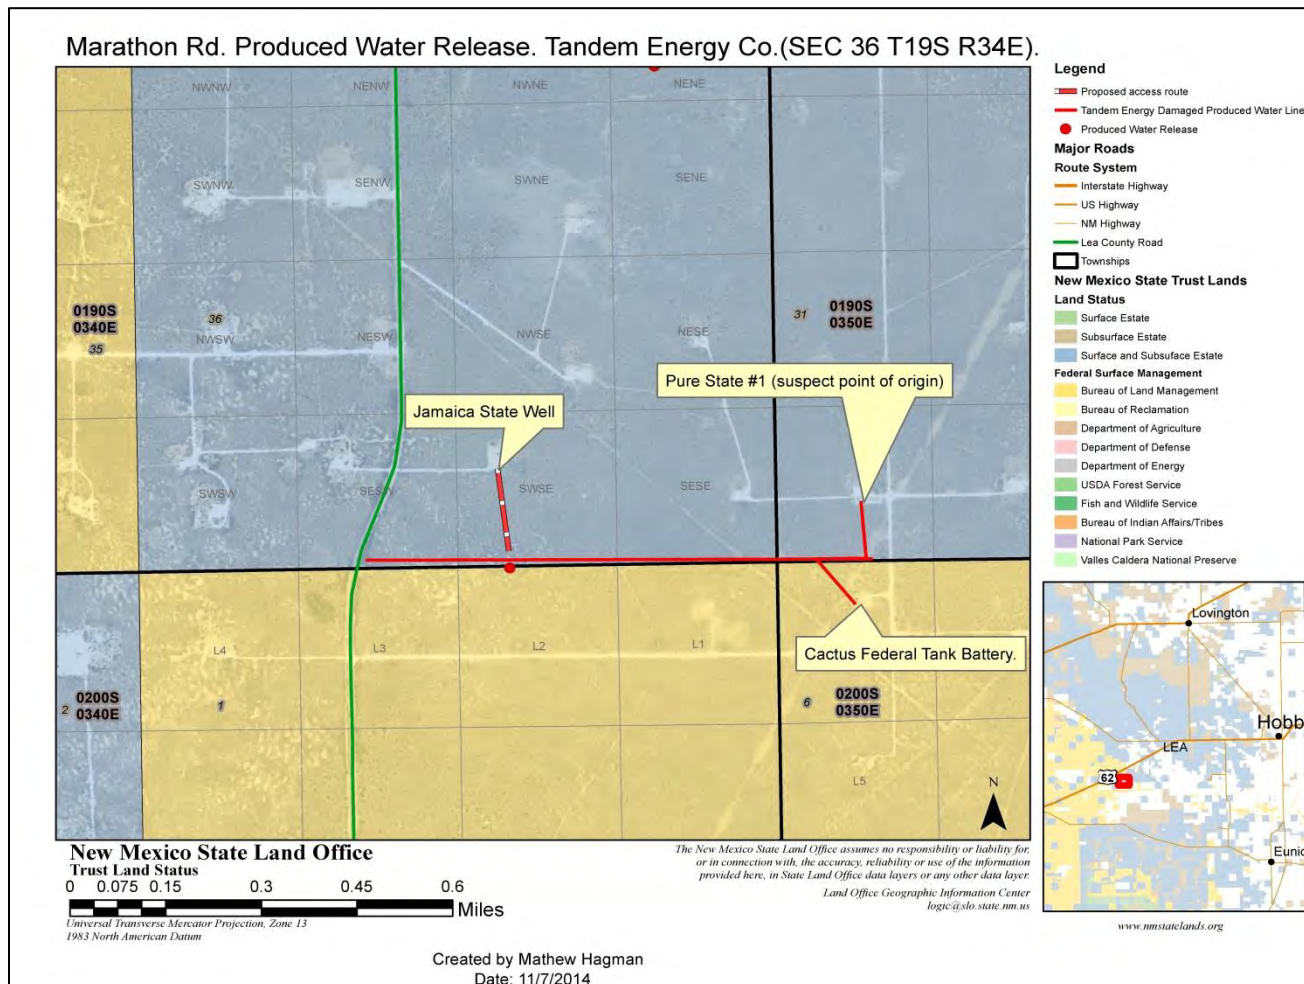 Marathon Rd. Produced Water Release. Tandem Energy Co.(SEC 36 T19S R34E).
NWNW
NENW
NWNE
NENE
SWNW
SENW
SWNE
SENE
0190S
0340E
35
36
NWSW
NESW
NWSE
NESE
31
0190S
0350E
Pure State #1 (suspect point of origin)
Jamaica State Well
SWSW
SESW
SWSE
SESE
L4
L3
L2
L1
Cactus Federal Tank Battery.
2
0200S
0340E
1
6
0200S
0350E
L5
N
Legend
Proposed access route
Tandem Energy Damaged Produced Water Line
Produced Water Release
Major Roads
Route System
Interstate Highway
US Highway
NM Highway
Lea County Road
Townships
New Mexico State Trust Lands
Land Status
Surface Estate
Subsurface Estate
Surface and Subsuface Estate
Federal Surface Management
Bureau of Land Management
Bureau of Reclamation
Department of Agriculture
Department of Defense
Department of Energy
USDA Forest Service
Fish and Wildlife Service
Bureau of Indian Affairs/Tribes
National Park Service
Valles Caldera National Preserve
Lovington
Hobb
LEA
62
Eunic
www.nmstatelands.org
New Mexico State Land Office
Trust Land Status
0 0.075 0.15 0.3 0.45 0.6
Miles
Universal Transverse Mercator Projection, Zone 13
1983 North American Datum
The New Mexico State Land Office assumes no responsibility or liability for,
or in connection with, the accuracy, reliability or use of the information
provided here, in State Land Office data layers or any other data layer.
Land Office Geographic Information Center
logic@slo.state.nm.us
Created by Mathew Hagman
Date: 11/7/2014